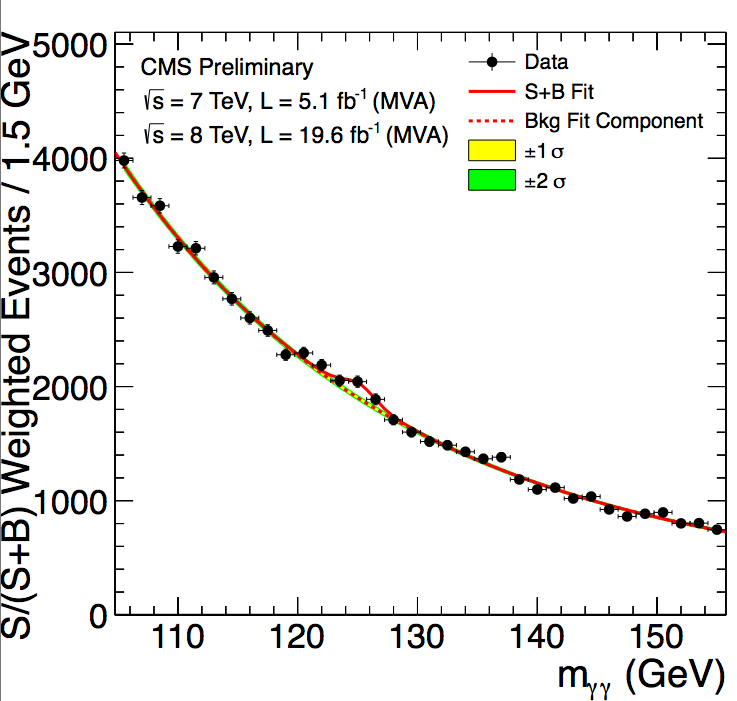 S/(S+B) Weighted Events / 1.5 GeV
5000
4000
3000
2000
1000
0
CMS Preliminary
√s = 7 TeV, L = 5.1 fb⁻¹ (MVA)
√s = 8 TeV, L = 19.6 fb⁻¹ (MVA)
Data
S+B Fit
Bkg Fit Component
±1 σ
±2 σ
110 120 130 140 150
mγγ (GeV)